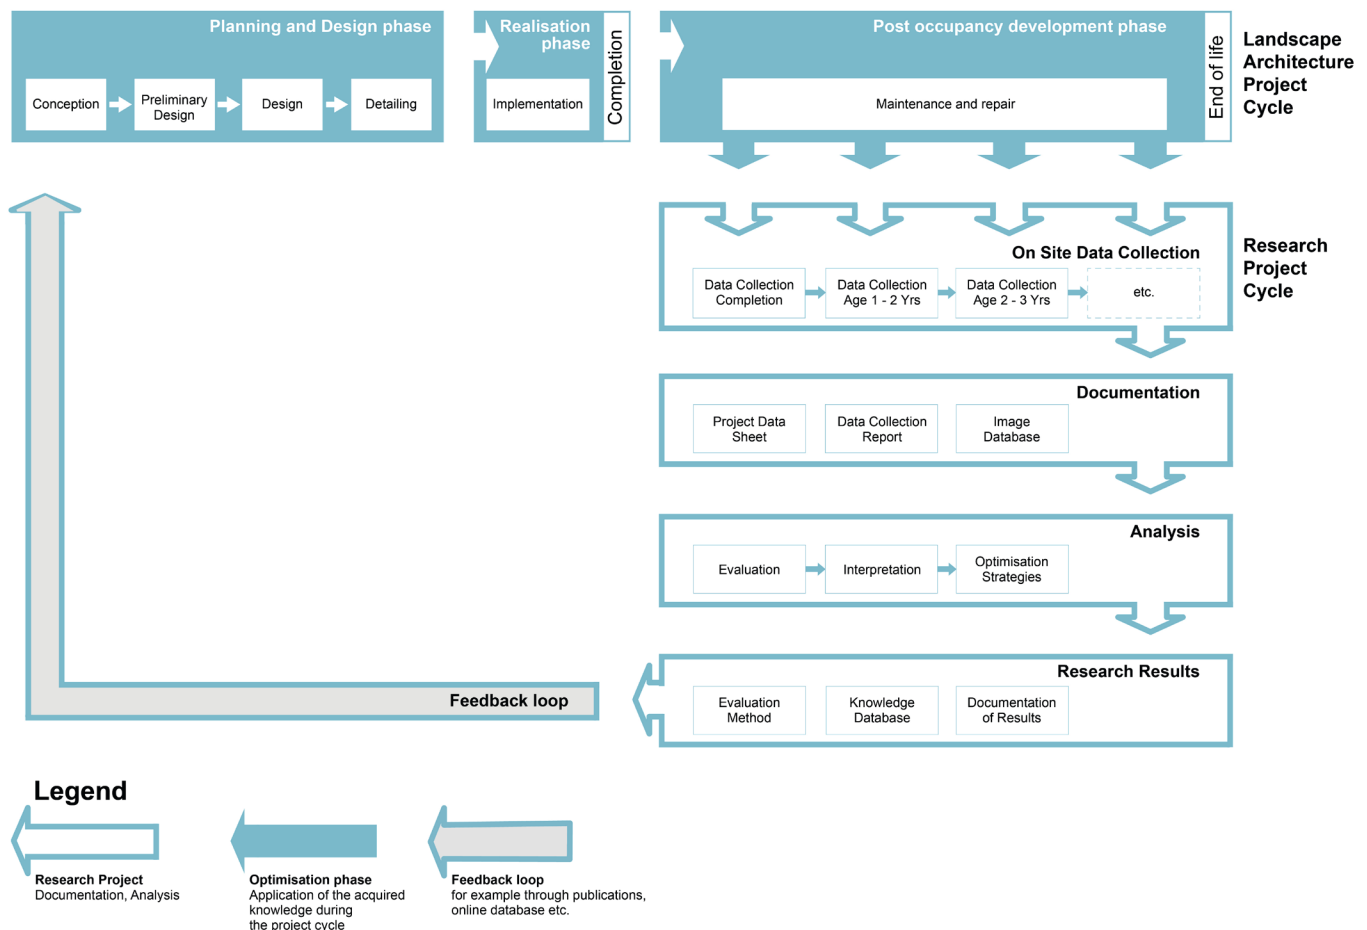 Planning and Design phase
Conception
Preliminary
Design
Design
Detailing
Realisation
phase
Implementation
Completion
Post occupancy development phase
Maintenance and repair
End of life
Landscape
Architecture
Project
Cycle
On Site Data Collection
Data Collection
Completion
Data Collection
Age 1 - 2 Yrs
Data Collection
Age 2 - 3 Yrs
etc.
Research
Project
Cycle
Documentation
Project Data
Sheet
Data Collection
Report
Image
Database
Analysis
Evaluation
Interpretation
Optimisation
Strategies
Research Results
Evaluation
Method
Knowledge
Database
Documentation
of Results
Feedback loop
Legend
Research Project
Documentation, Analysis
Optimisation phase
Application of the acquired
knowledge during
the project cycle
Feedback loop
for example through publications,
online database etc.